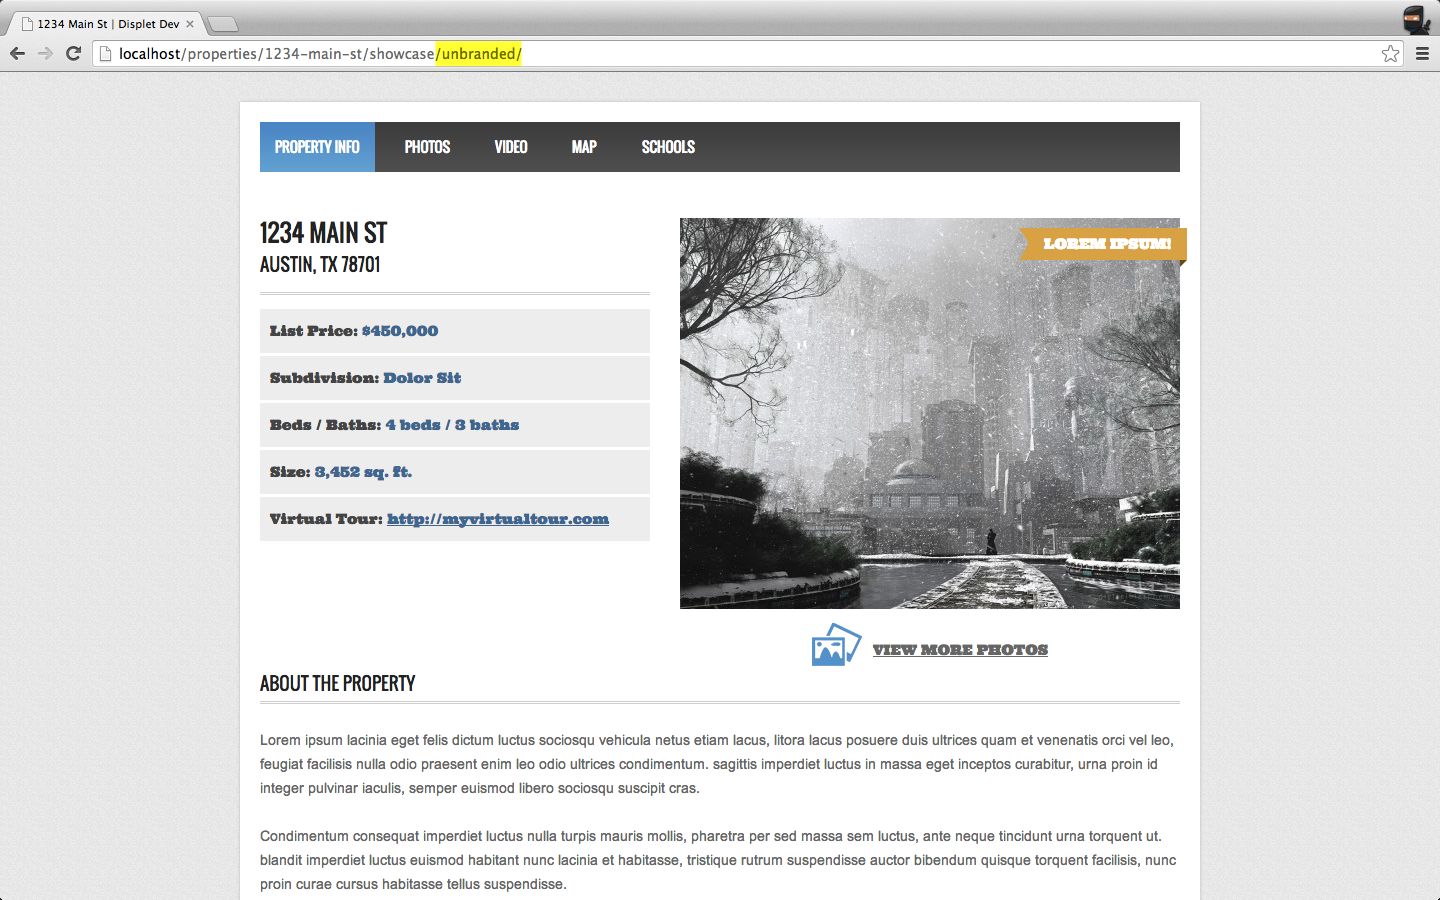 1234 Main St | Displet Dev
localhost/properties/1234-main-st/showcase/unbranded/
PROPERTY INFO PHOTOS VIDEO MAP SCHOOLS
1234 MAIN ST
AUSTIN, TX 78701
List Price: $450,000
Subdivision: Dolor Sit
Beds / Baths: 4 beds / 3 baths
Size: 3,452 sq. ft.
Virtual Tour: http://myvirtualtour.com
LOREM IPSUM!
VIEW MORE PHOTOS
ABOUT THE PROPERTY
Lorem ipsum lacinia eget felis dictum luctus sociosqu vehicula netus etiam lacus, litora lacus posuere duis ultrices quam et venenatis orci vel leo,
feugiat facilisis nulla odio praesent enim leo odio ultrices condimentum. sagittis imperdiet luctus in massa eget inceptos curabitur, urna proin id
integer pulvinar iaculis, semper euismod libero sociosqu suscipit cras.
Condimentum consequat imperdiet luctus nulla turpis mauris mollis, pharetra per sed massa sem luctus, ante neque tincidunt urna torquent ut.
blandit imperdiet luctus euismod habitant nunc lacinia et habitasse, tristique rutrum suspendisse auctor bibendum quisque torquent facilisis, nunc
proin curae cursus habitasse tellus suspendisse.